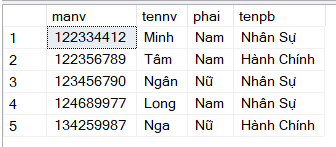 manv tennv phai tenpb
1 122334412 Minh Nam Nhân Sự
2 122356789 Tâm Nam Hành Chính
3 123456790 Ngân Nữ Nhân Sự
4 124689977 Long Nam Nhân Sự
5 134259987 Nga Nữ Hành Chính